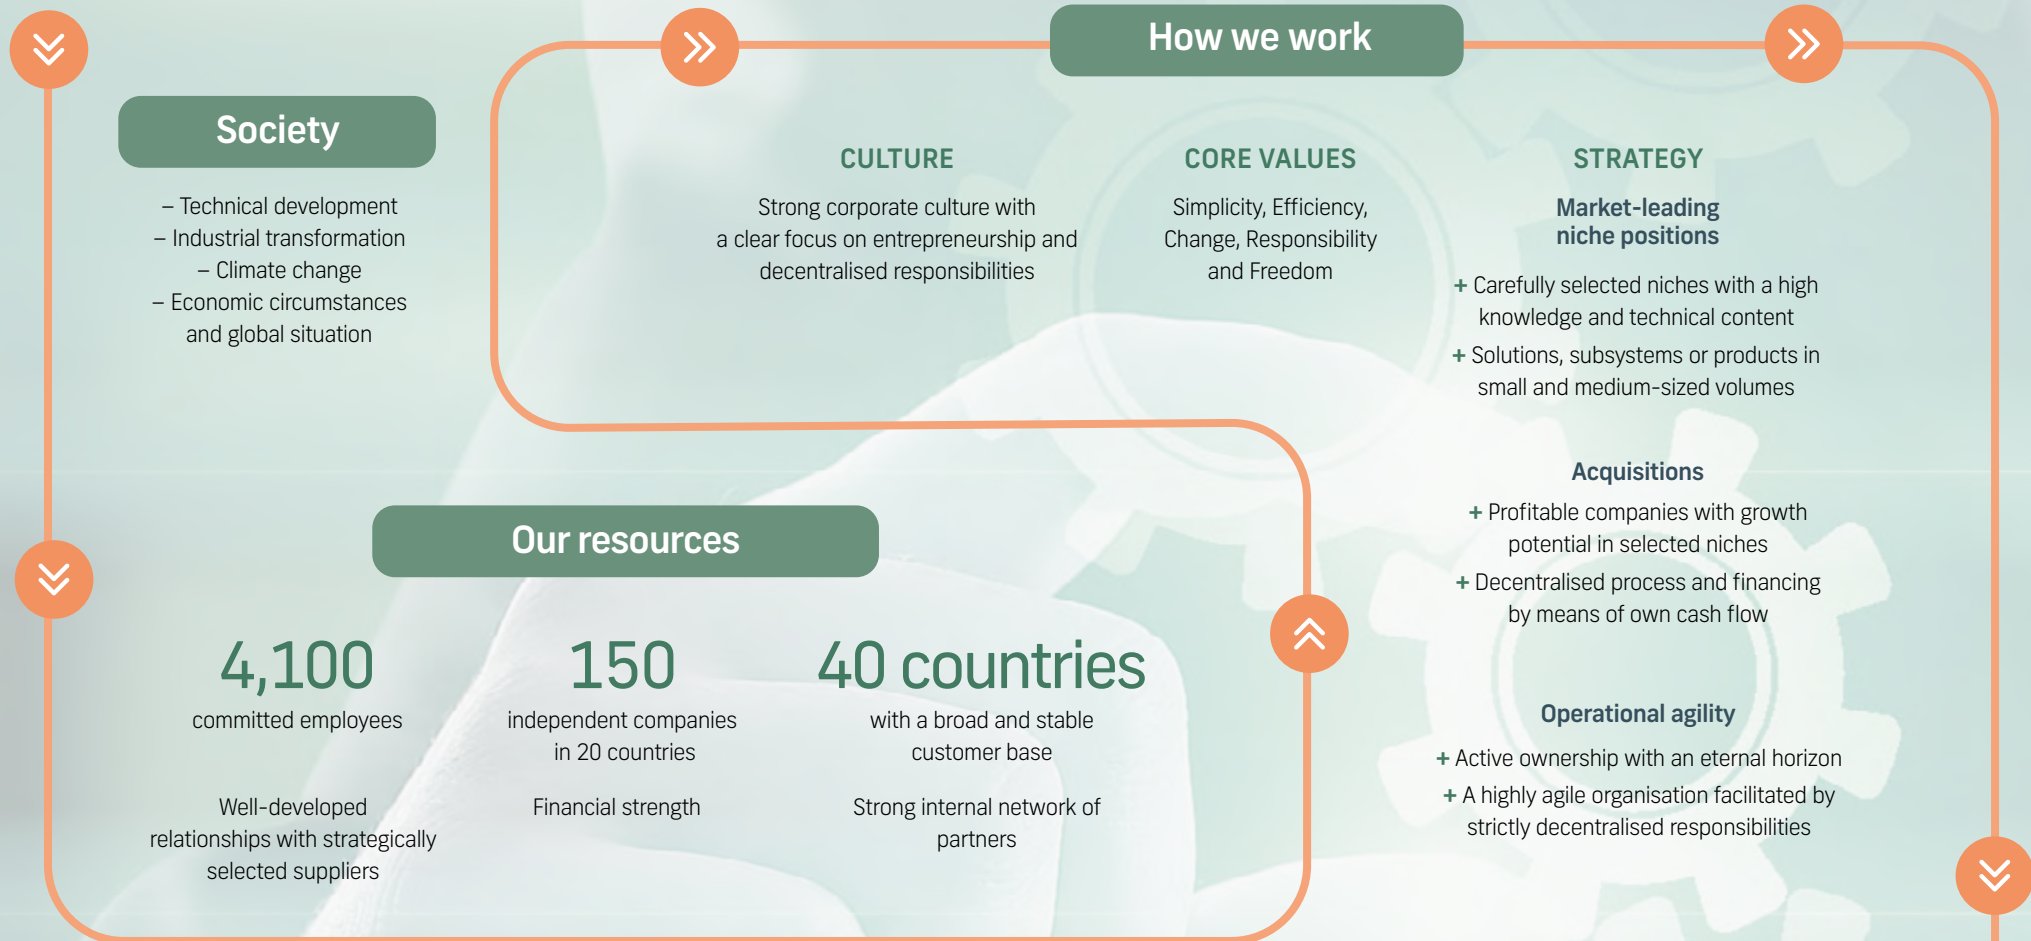 Society
– Technical development
– Industrial transformation
– Climate change
– Economic circumstances
and global situation
How we work
CULTURE
Strong corporate culture with
a clear focus on entrepreneurship and
decentralised responsibilities
CORE VALUES
Simplicity, Efficiency,
Change, Responsibility
and Freedom
STRATEGY
Market-leading
niche positions
+ Carefully selected niches with a high
knowledge and technical content
+ Solutions, subsystems or products in
small and medium-sized volumes
Acquisitions
+ Profitable companies with growth
potential in selected niches
+ Decentralised process and financing
by means of own cash flow
Operational agility
+ Active ownership with an eternal horizon
+ A highly agile organisation facilitated by
strictly decentralised responsibilities
Our resources
4,100
committed employees
150
independent companies
in 20 countries
40 countries
with a broad and stable
customer base
Well-developed
relationships with strategically
selected suppliers
Financial strength
Strong internal network of
partners